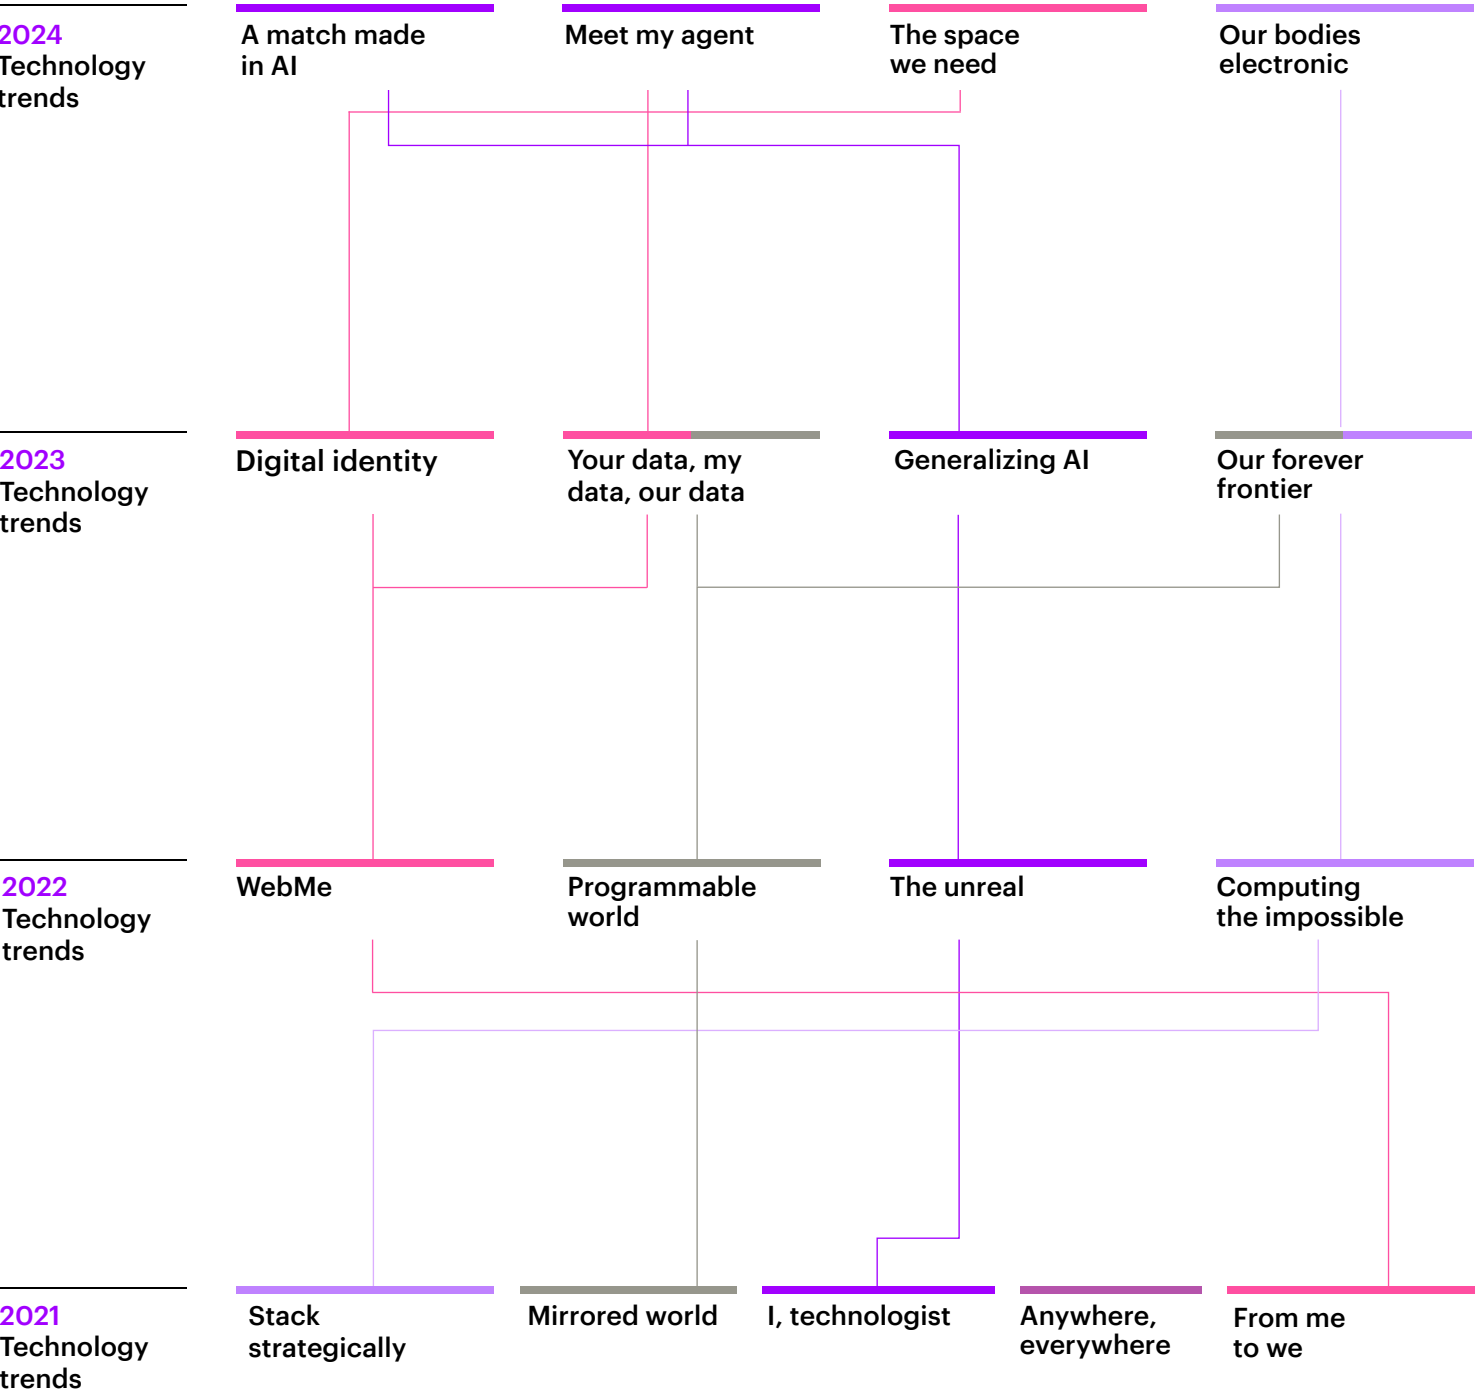 2024
Technology
trends
A match made
in AI
Meet my agent
The space
we need
Our bodies
electronic
2023
Technology
trends
Digital identity
Your data, my
data, our data
Generalizing AI
Our forever
frontier
2022
Technology
trends
WebMe
Programmable
world
The unreal
Computing
the impossible
2021
Technology
trends
Stack
strategically
Mirrored world
I, technologist
Anywhere,
everywhere
From me
to we